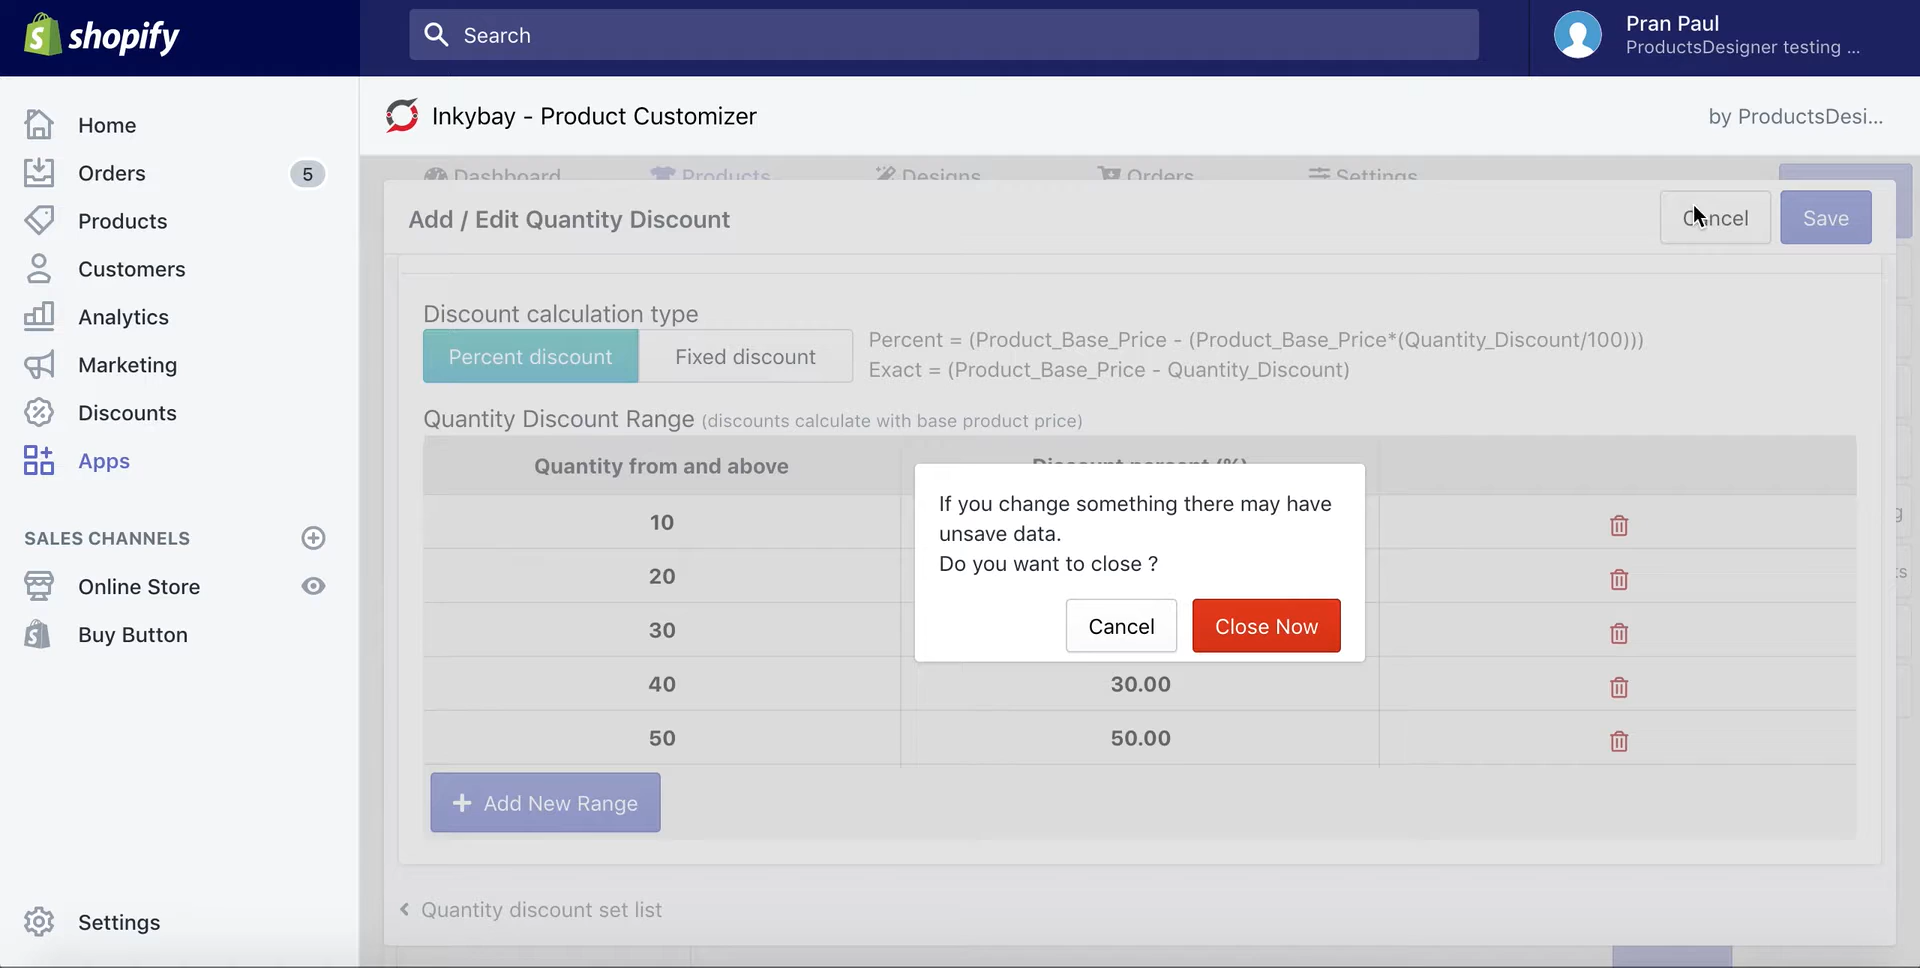 shopify
Search
Pran Paul
ProductsDesigner testing ...
Home
Orders
5
Products
Customers
Analytics
Marketing
Discounts
Apps
SALES CHANNELS
Online Store
Buy Button
Settings
Inkybay - Product Customizer
by ProductsDesi...
Dashboard
Products
Designs
Orders
Settings
Add / Edit Quantity Discount
Cancel
Save
Discount calculation type
Percent discount
Fixed discount
Percent = (Product_Base_Price - (Product_Base_Price*(Quantity_Discount/100)))
Exact = (Product_Base_Price - Quantity_Discount)
Quantity Discount Range (discounts calculate with base product price)
Quantity from and above
Discount percent (%)
10
20
30
40
30.00
50
50.00
If you change something there may have
unsave data.
Do you want to close ?
Cancel
Close Now
+ Add New Range
Quantity discount set list